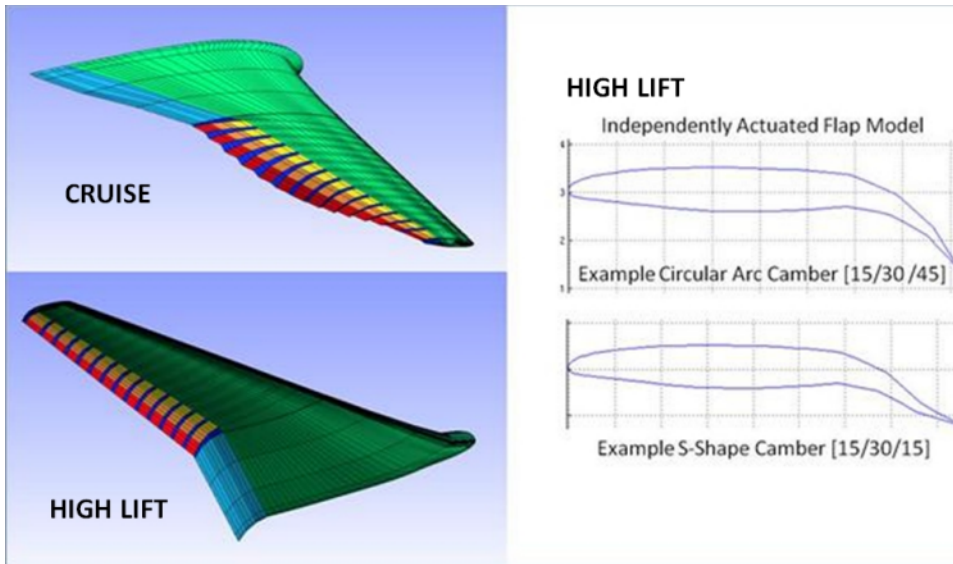 CRUISE
HIGH LIFT
HIGH LIFT
Independently Actuated Flap Model
4
3
2
1
Example Circular Arc Camber [15/30/45]
Example S-Shape Camber [15/30/15]